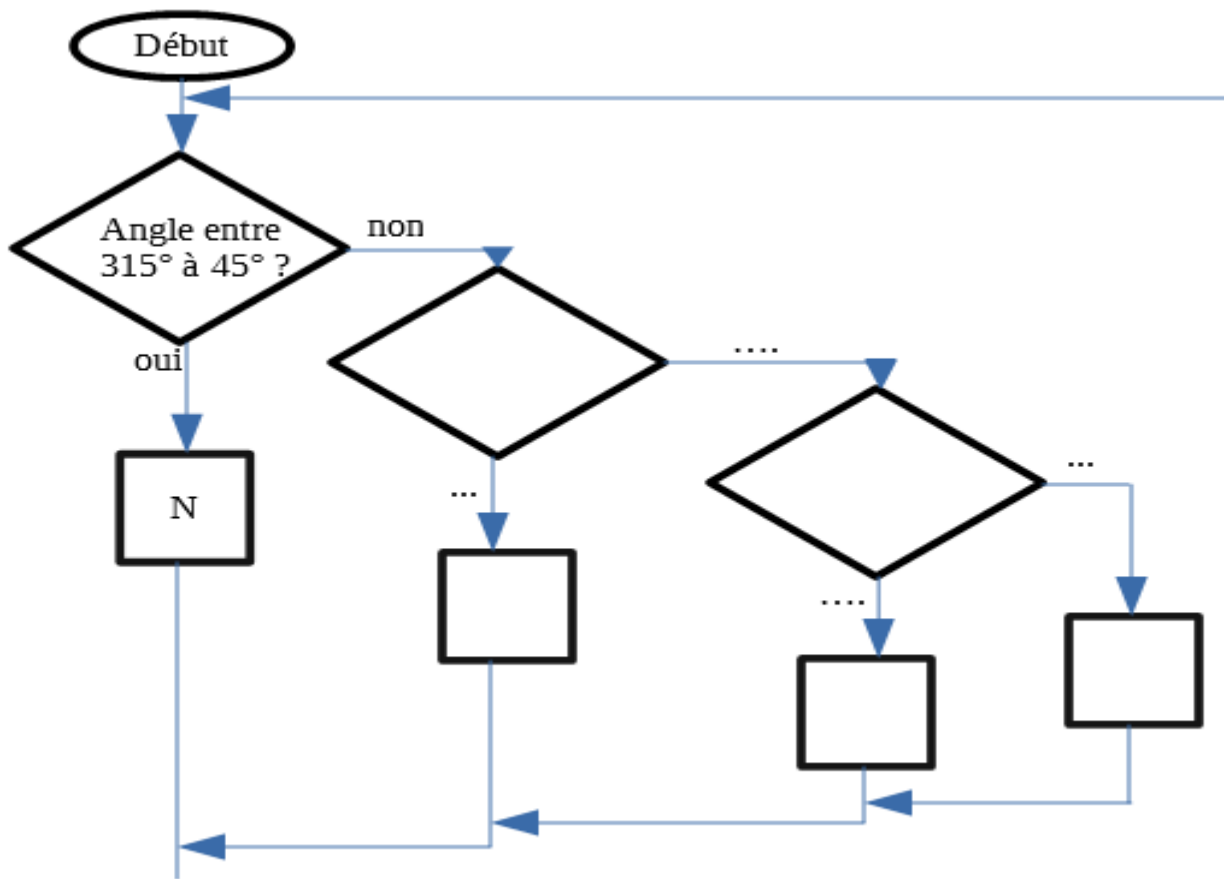 Début
Angle entre
315° à 45° ?
non
oui
N
....
...
...
....